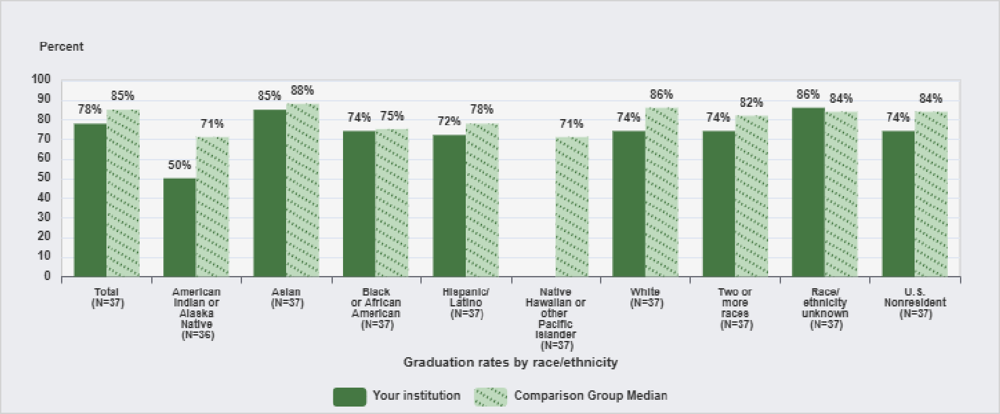 Percent
100
90
80
70
60
50
40
30
20
10
0
78% 85%
50% 71%
85% 88%
74% 75%
72% 78%
71%
74% 86%
74% 82%
86% 84%
74% 84%
Total
(N=37)
American
Indian or
Alaska
Native
(N=36)
Asian
(N=37)
Black
or African
American
(N=37)
Hispanic/
Latino
(N=37)
Native
Hawaiian or
other
Pacific
Islander
(N=37)
White
(N=37)
Two or
more
races
(N=37)
Race/
ethnicity
unknown
(N=37)
U.S.
Nonresident
(N=37)
Graduation rates by race/ethnicity
Your institution
Comparison Group Median